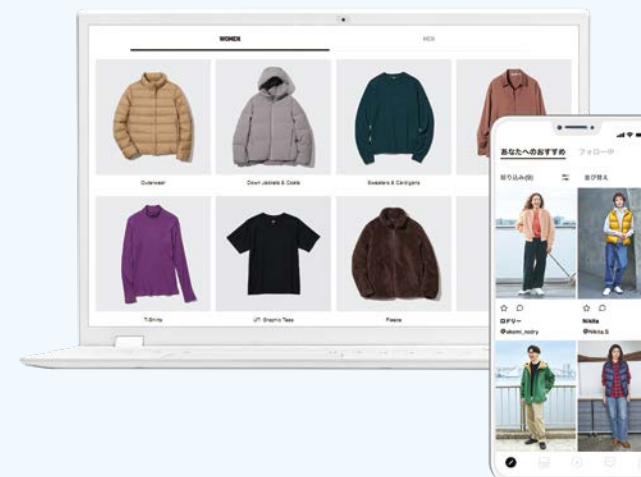 WOMEN
MEN
Outerwear
Down Jackets & Coats
Sweaters & Cardigans
T-Shirts
UT: Graphic Tees
Fleece
あなたへのおすすめ
フォロー中
絞り込み(9)
並び替え
ロドリー
@akemi_rodry
Nikita
@Nikita.S